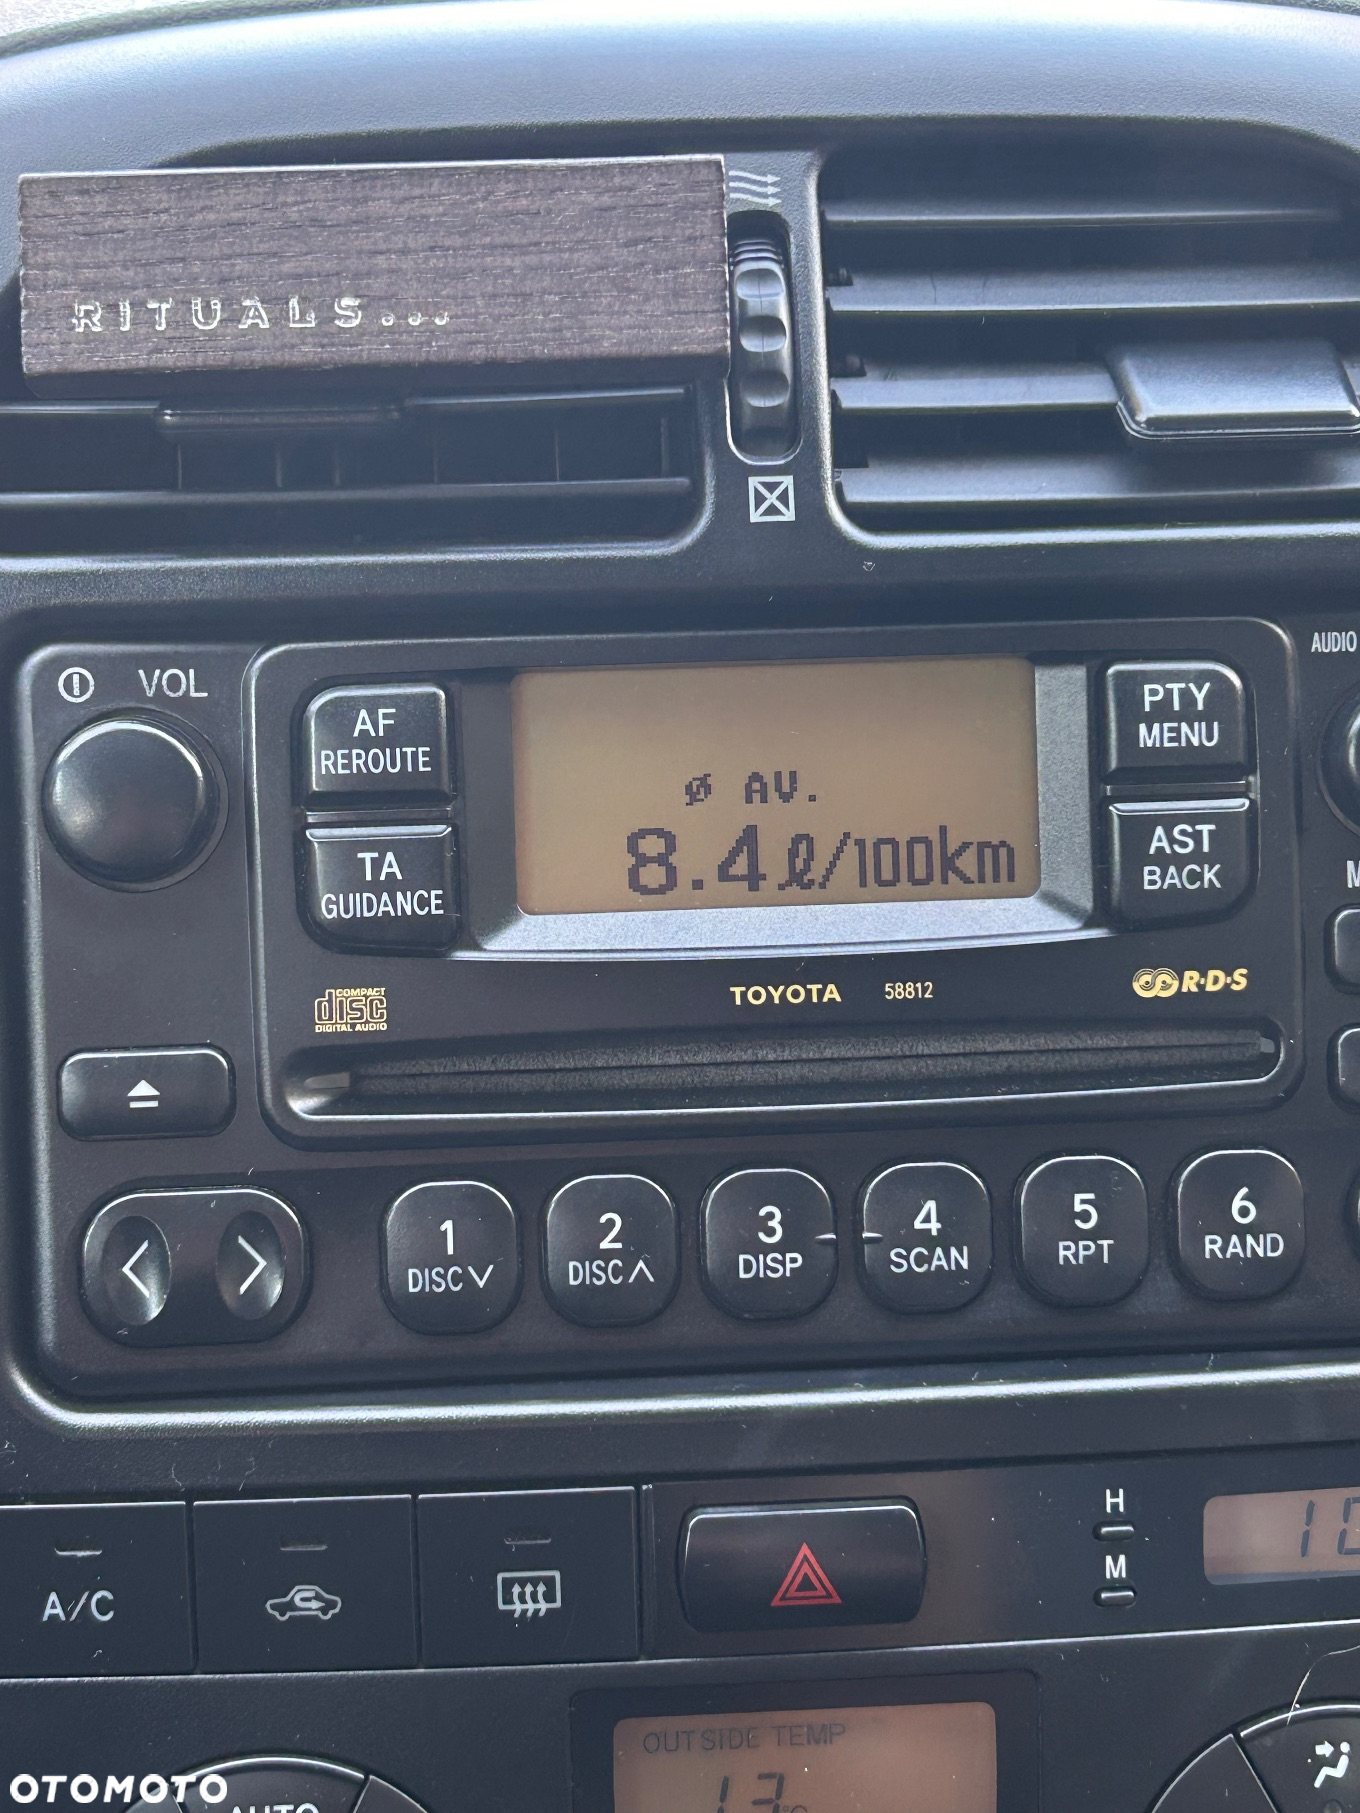 RITUALS...
VOL
AUDIO
AF
REROUTE
PTY
MENU
ø AV.
8.4ℓ/100km
TA
GUIDANCE
AST
BACK
COMPACT
disc
DIGITAL AUDIO
TOYOTA 58812
R·D·S
1
DISC∨
2
DISC∧
3
DISP
4
SCAN
5
RPT
6
RAND
H
M
A/C
OUTSIDE TEMP
AUTO
OTOMOTO